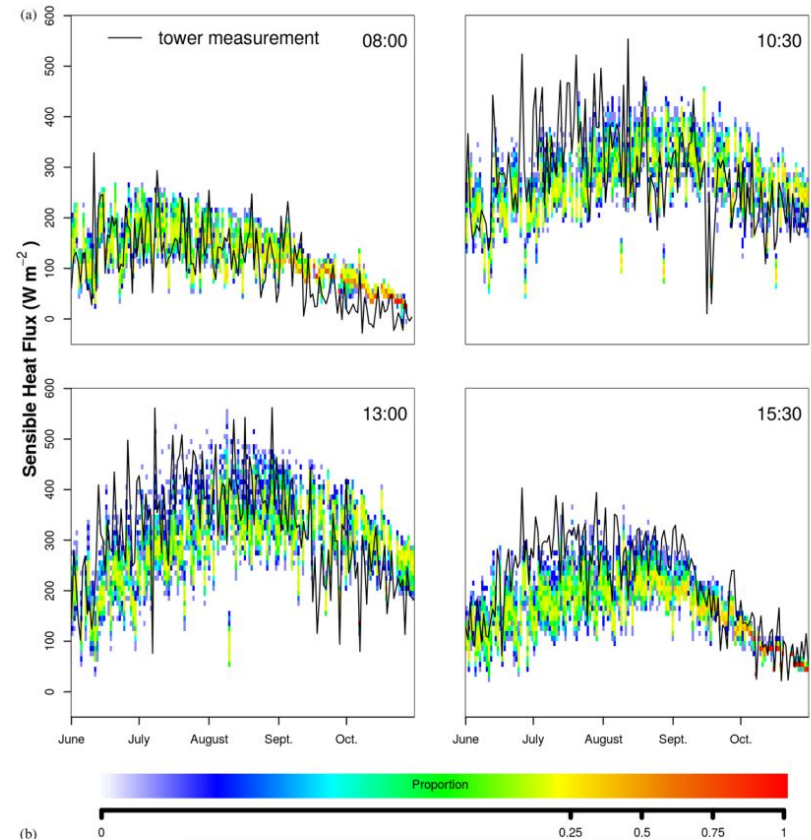 (a)
tower measurement 08:00
10:30
600
500
400
300
200
100
0
13:00
15:30
600
500
400
300
200
100
0
Sensible Heat Flux (W m⁻²)
June July August Sept. Oct.
June July August Sept. Oct.
Proportion
0 0.25 0.5 0.75 1
(b)